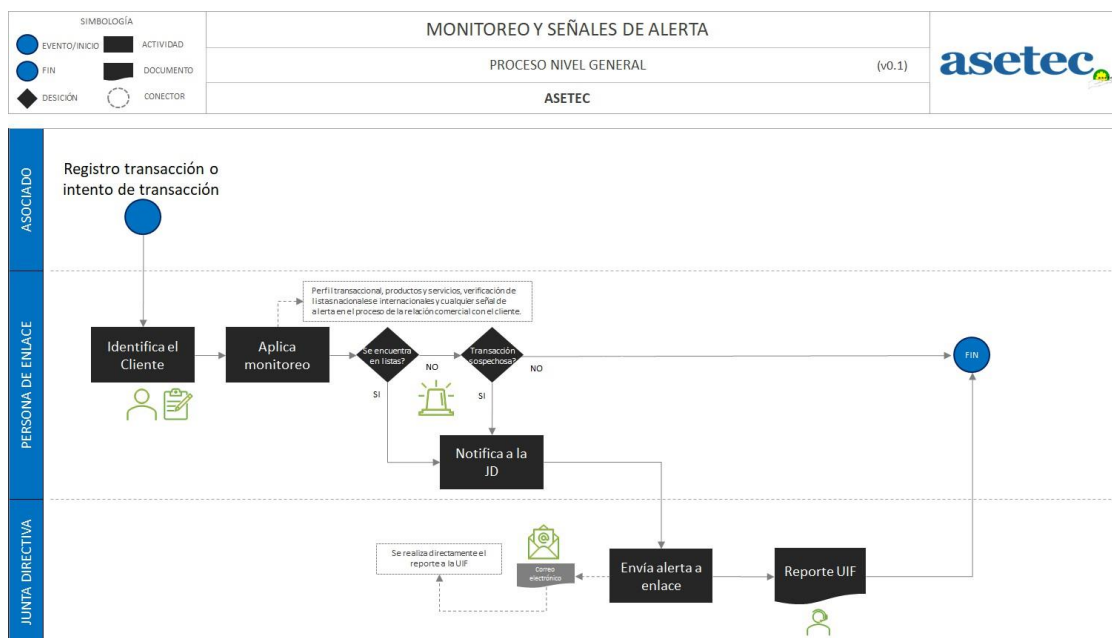 SIMBOLOGÍA
EVENTO/INICIO
ACTIVIDAD
FIN
DOCUMENTO
DESICIÓN
CONECTOR
MONITOREO Y SEÑALES DE ALERTA
PROCESO NIVEL GENERAL
(v0.1)
ASETEC
asetec
ASOCIADO
Registro transacción o
intento de transacción
PERSONA DE ENLACE
Perfil transaccional, productos y servicios, verificación de
listas nacionales e internacionales y cualquier señal de
alerta en el proceso de la relación comercial con el cliente.
Identifica el
Cliente
Aplica
monitoreo
Se encuentra
en listas?
NO
SI
Transacción
sospechosa?
NO
SI
FIN
Notifica a la
JD
JUNTA DIRECTIVA
Se realiza directamente el
reporte a la UIF
Correo
electrónico
Envía alerta a
enlace
Reporte UIF